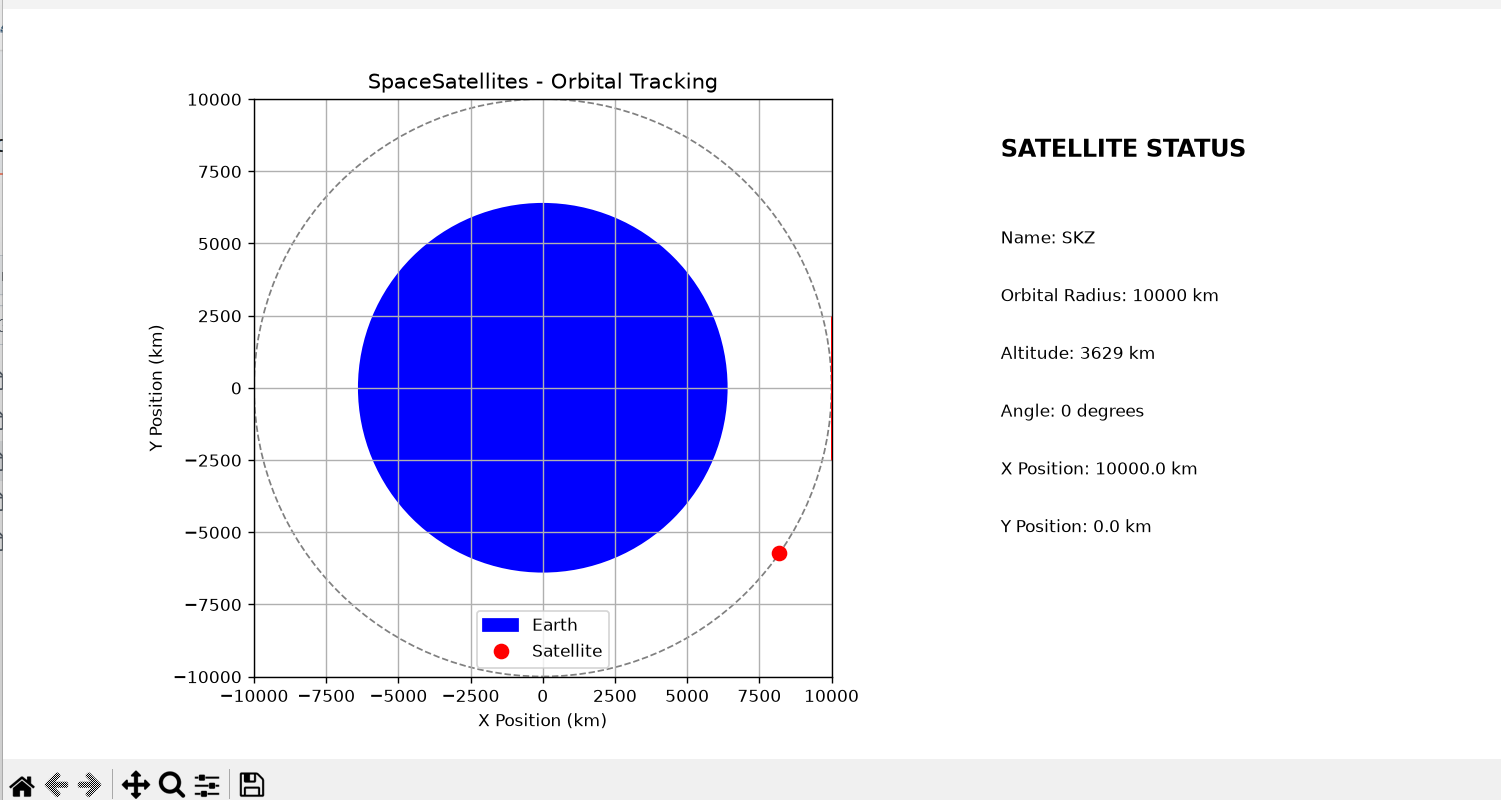 SpaceSatellites - Orbital Tracking
10000
7500
5000
2500
0
−2500
−5000
−7500
−10000
Y Position (km)
−10000 −7500 −5000 −2500 0 2500 5000 7500 10000
X Position (km)
Earth
Satellite
SATELLITE STATUS
Name: SKZ
Orbital Radius: 10000 km
Altitude: 3629 km
Angle: 0 degrees
X Position: 10000.0 km
Y Position: 0.0 km